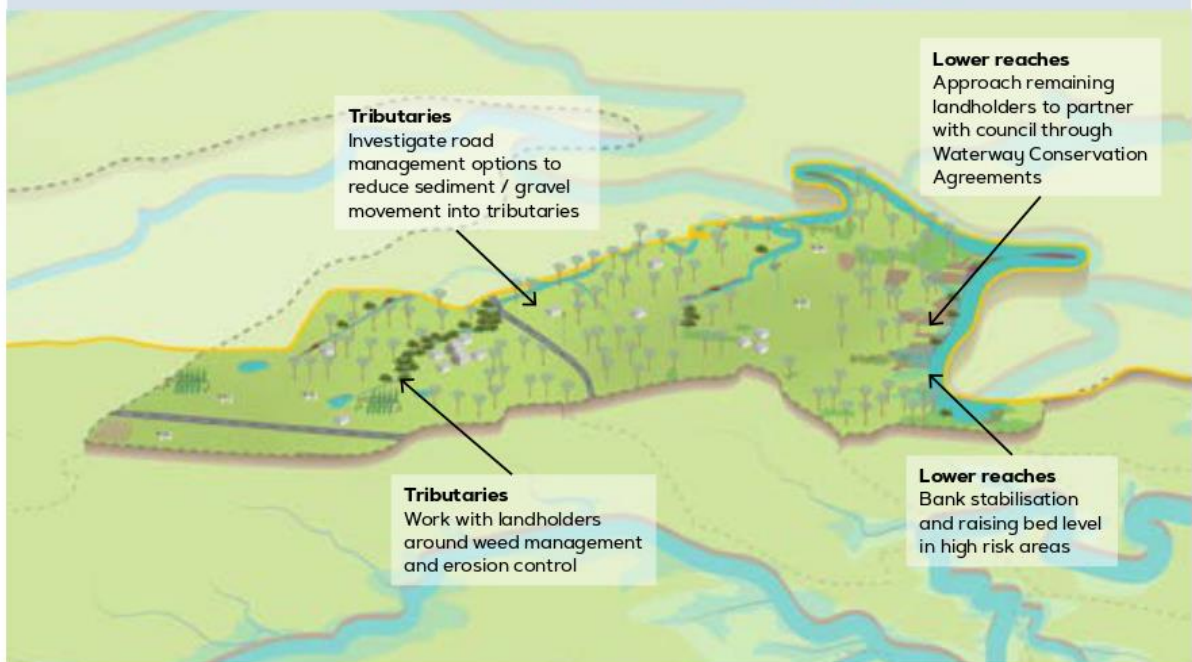 Tributaries
Investigate road
management options to
reduce sediment / gravel
movement into tributaries
Lower reaches
Approach remaining
landholders to partner
with council through
Waterway Conservation
Agreements
Tributaries
Work with landholders
around weed management
and erosion control
Lower reaches
Bank stabilisation
and raising bed level
in high risk areas